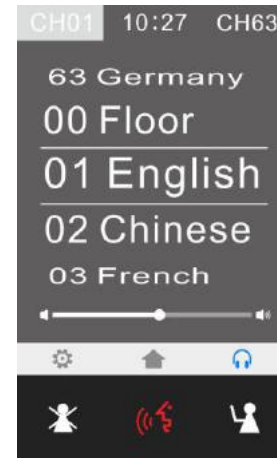 CH01 10:27 CH63
63 Germany
00 Floor
01 English
02 Chinese
03 French